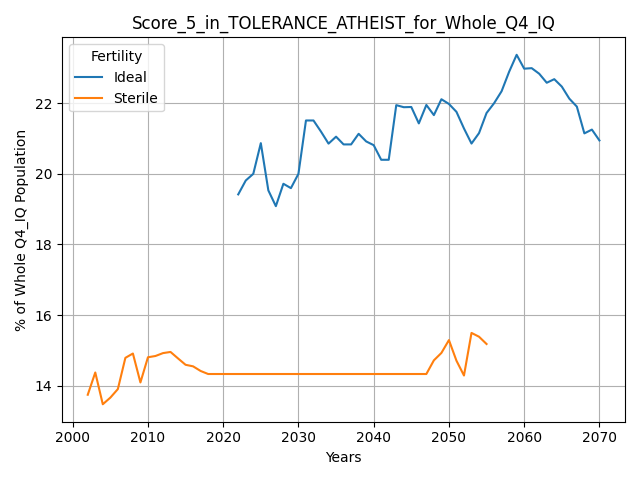 Score_5_in_TOLERANCE_ATHEIST_for_Whole_Q4_IQ
Fertility
Ideal
Sterile
% of Whole Q4_IQ Population
22
20
18
16
14
2000 2010 2020 2030 2040 2050 2060 2070
Years